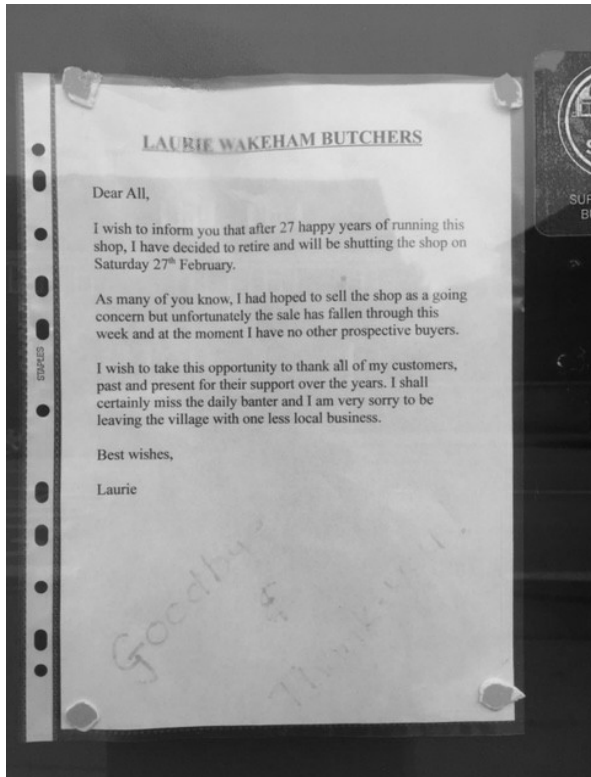 LAURIE WAKEHAM BUTCHERS
Dear All,
I wish to inform you that after 27 happy years of running this
shop, I have decided to retire and will be shutting the shop on
Saturday 27th February.
As many of you know, I had hoped to sell the shop as a going
concern but unfortunately the sale has fallen through this
week and at the moment I have no other prospective buyers.
I wish to take this opportunity to thank all of my customers,
past and present for their support over the years. I shall
certainly miss the daily banter and I am very sorry to be
leaving the village with one less local business.
Best wishes,
Laurie
Goodbye
&
Thank-you!
STAPLES